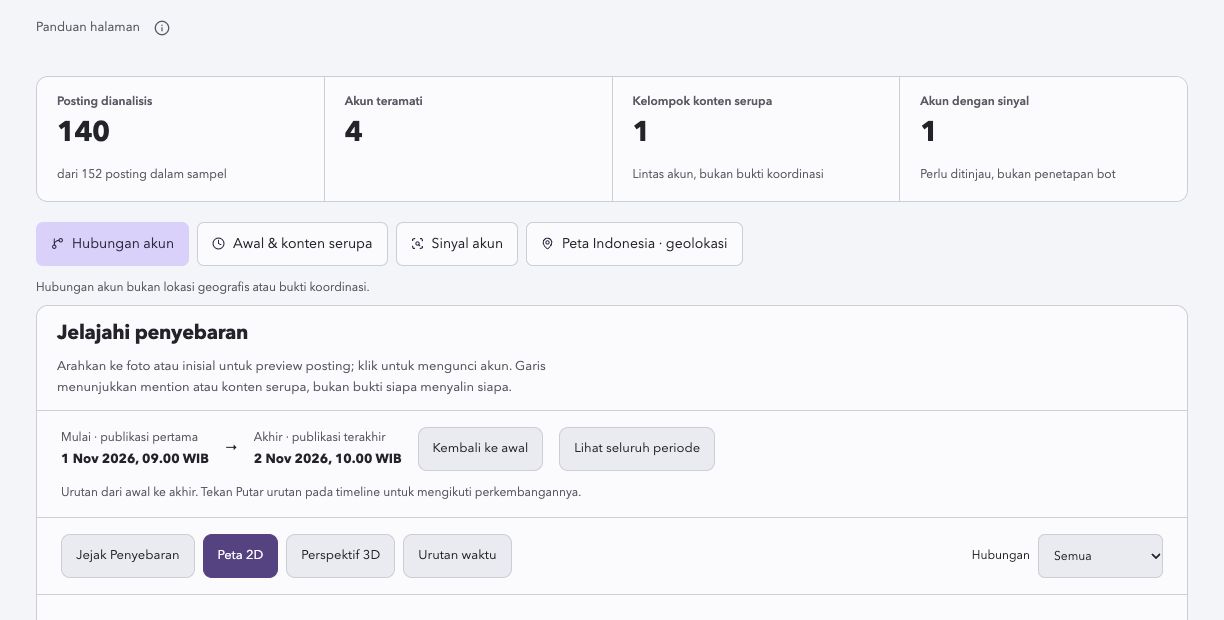 Panduan halaman
Posting dianalisis
140
dari 152 posting dalam sampel
Akun teramati
4
Kelompok konten serupa
1
Lintas akun, bukan bukti koordinasi
Akun dengan sinyal
1
Perlu ditinjau, bukan penetapan bot
Hubungan akun
Awal & konten serupa
Sinyal akun
Peta Indonesia · geolokasi
Hubungan akun bukan lokasi geografis atau bukti koordinasi.
Jelajahi penyebaran
Arahkan ke foto atau inisial untuk preview posting; klik untuk mengunci akun. Garis
menunjukkan mention atau konten serupa, bukan bukti siapa menyalin siapa.
Mulai · publikasi pertama
1 Nov 2026, 09.00 WIB
→
Akhir · publikasi terakhir
2 Nov 2026, 10.00 WIB
Kembali ke awal
Lihat seluruh periode
Urutan dari awal ke akhir. Tekan Putar urutan pada timeline untuk mengikuti perkembangannya.
Jejak Penyebaran
Peta 2D
Perspektif 3D
Urutan waktu
Hubungan
Semua